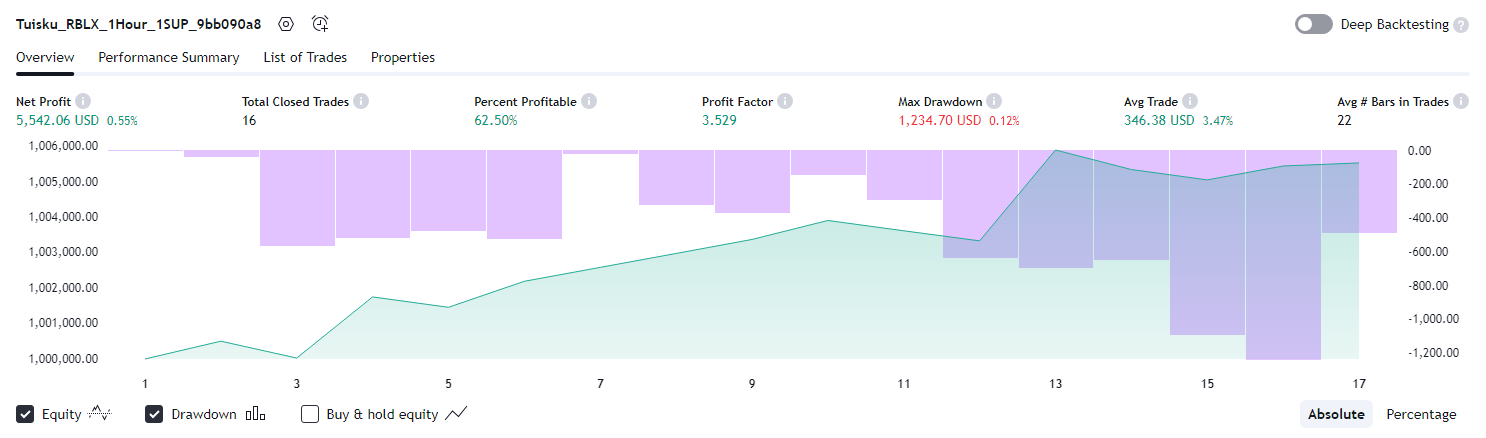 Tuisku_RBLX_1Hour_1SUP_9bb090a8 Deep Backtesting ?
Overview Performance Summary List of Trades Properties
Net Profit i Total Closed Trades i Percent Profitable i Profit Factor i Max Drawdown i Avg Trade i Avg # Bars in Trades i
5,542.06 USD 0.55% 16 62.50% 3.529 1,234.70 USD 0.12% 346.38 USD 3.47% 22
1,006,000.00 0.00
1,005,000.00 -200.00
1,004,000.00 -400.00
1,003,000.00 -600.00
1,002,000.00 -800.00
1,001,000.00 -1,000.00
1,000,000.00 -1,200.00
1 3 5 7 9 11 13 15 17
Equity Drawdown Buy & hold equity Absolute Percentage